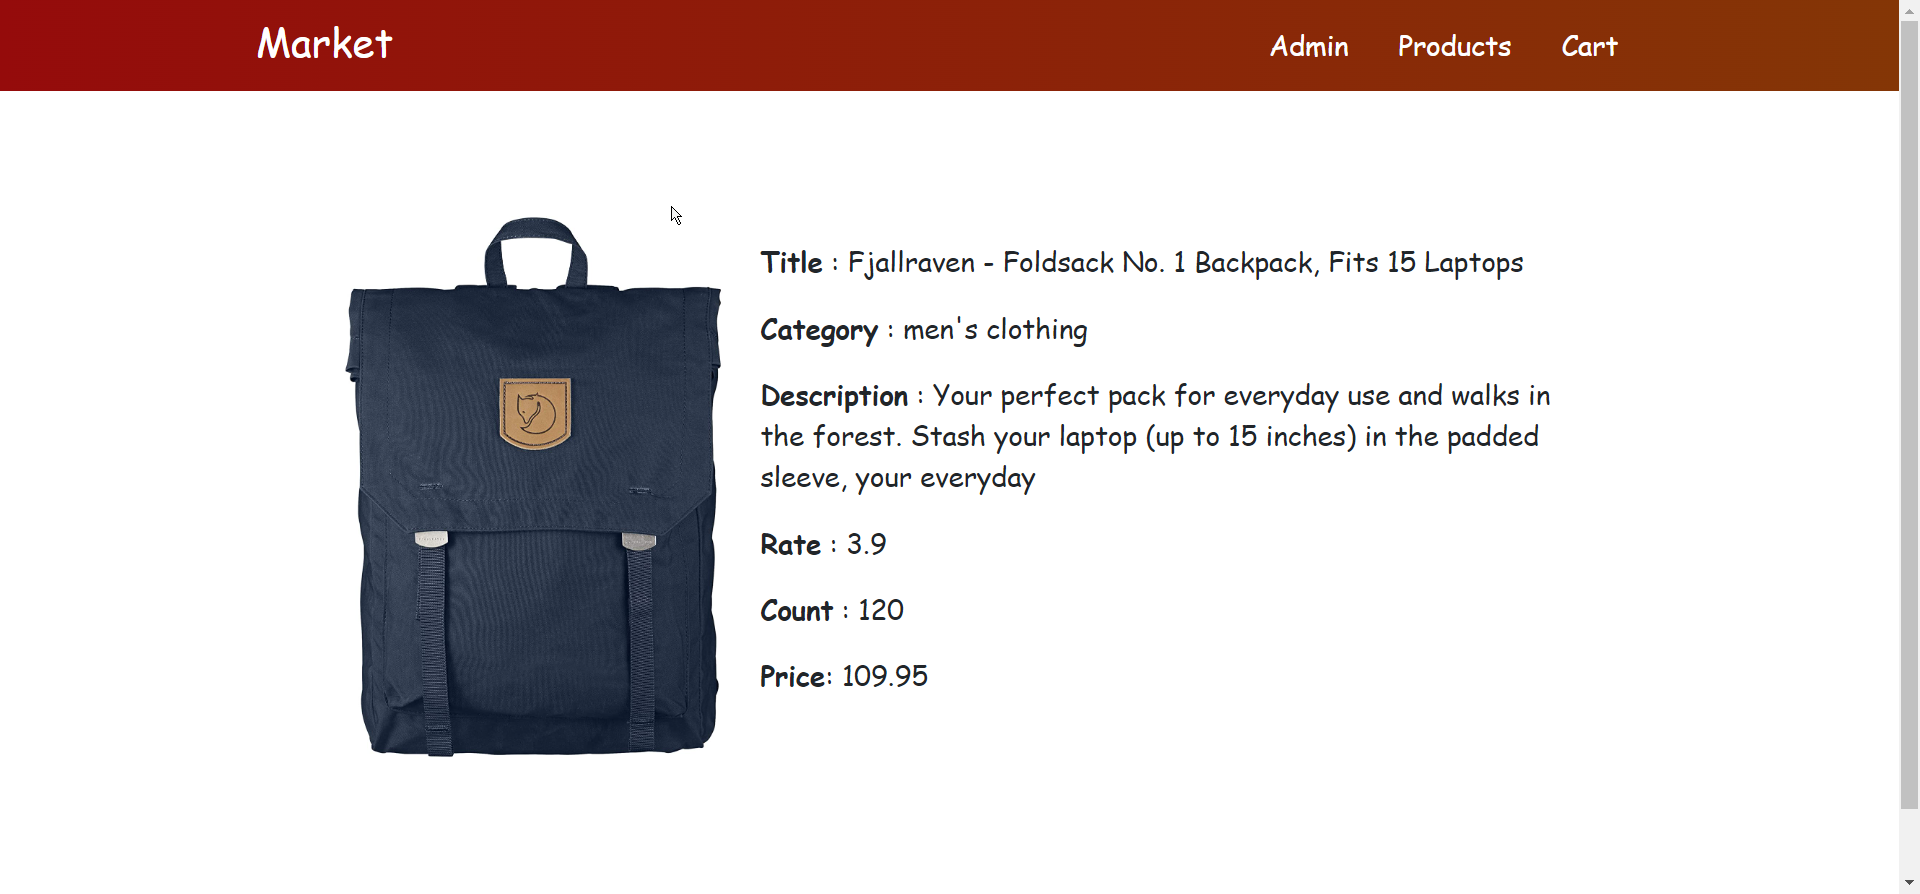 Market
Admin Products Cart
Title : Fjallraven - Foldsack No. 1 Backpack, Fits 15 Laptops
Category : men's clothing
Description : Your perfect pack for everyday use and walks in
the forest. Stash your laptop (up to 15 inches) in the padded
sleeve, your everyday
Rate : 3.9
Count : 120
Price: 109.95